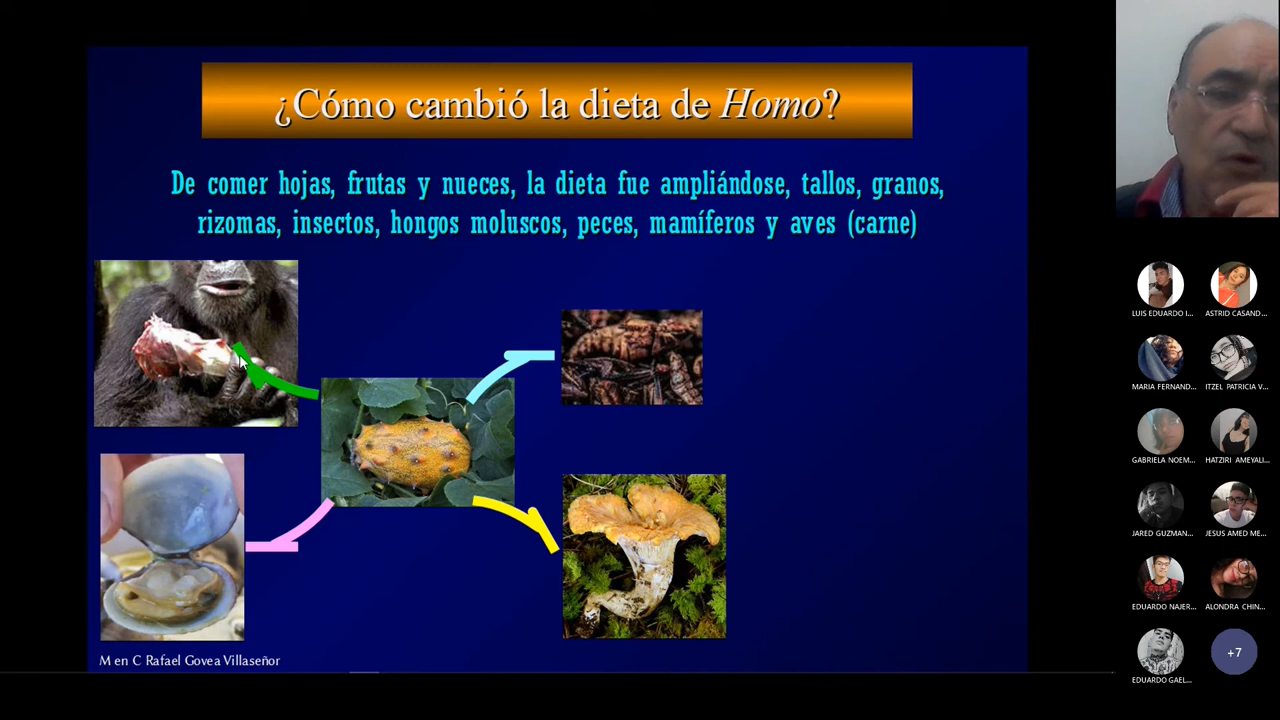 ¿Cómo cambió la dieta de Homo?
De comer hojas, frutas y nueces, la dieta fue ampliándose, tallos, granos,
rizomas, insectos, hongos moluscos, peces, mamíferos y aves (carne)
M en C Rafael Govea Villaseñor
LUIS EDUARDO I...
ASTRID CASAND...
MARIA FERNAND...
ITZEL PATRICIA V...
GABRIELA NOEM...
HATZIRI AMEYALI...
JARED GUZMAN...
JESUS AMED ME...
EDUARDO NAJER...
ALONDRA CHIN...
EDUARDO GAEL...
+7